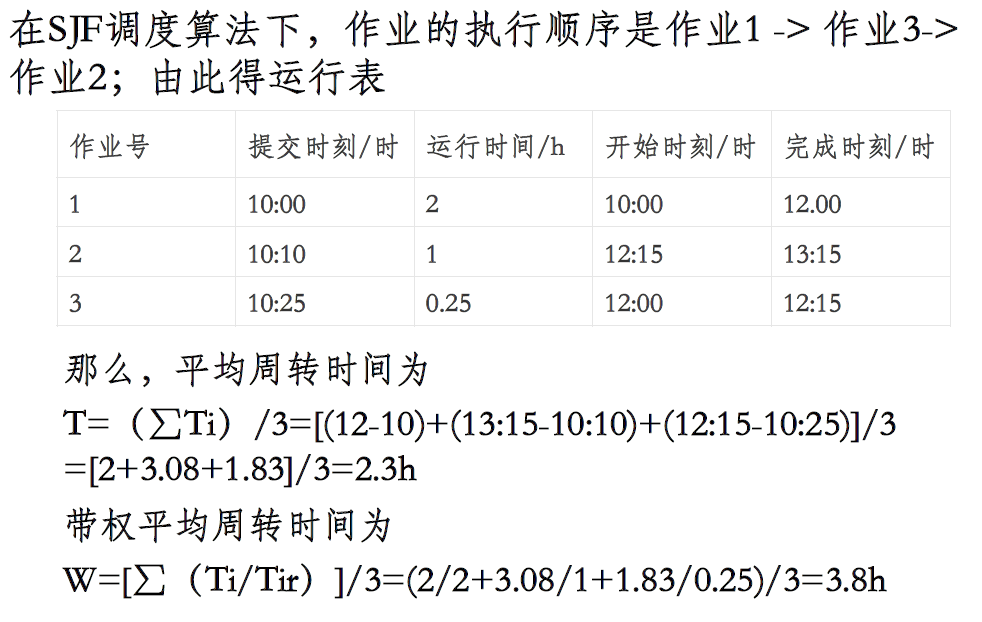 在SJF调度算法下，作业的执行顺序是作业1 -> 作业3->
作业2；由此得运行表
作业号 提交时刻/时 运行时间/h 开始时刻/时 完成时刻/时
1 10:00 2 10:00 12.00
2 10:10 1 12:15 13:15
3 10:25 0.25 12:00 12:15
那么，平均周转时间为
T=（∑Ti）/3=[(12-10)+(13:15-10:10)+(12:15-10:25)]/3
=[2+3.08+1.83]/3=2.3h
带权平均周转时间为
W=[∑（Ti/Tir）]/3=(2/2+3.08/1+1.83/0.25)/3=3.8h